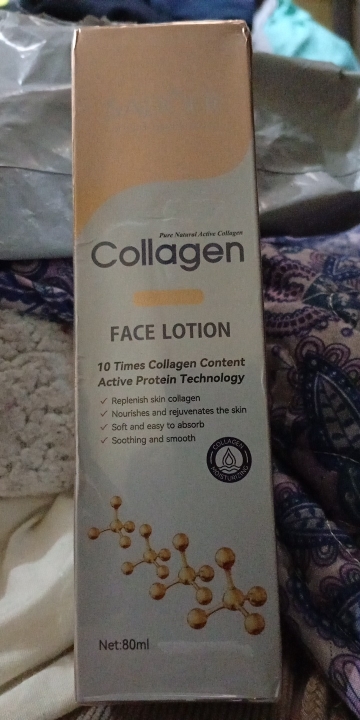 Pure Natural Active Collagen
Collagen
FACE LOTION
10 Times Collagen Content
Active Protein Technology
✓ Replenish skin collagen
✓ Nourishes and rejuvenates the skin
✓ Soft and easy to absorb
✓ Soothing and smooth
COLLAGEN
MOISTURIZING
Net:80ml